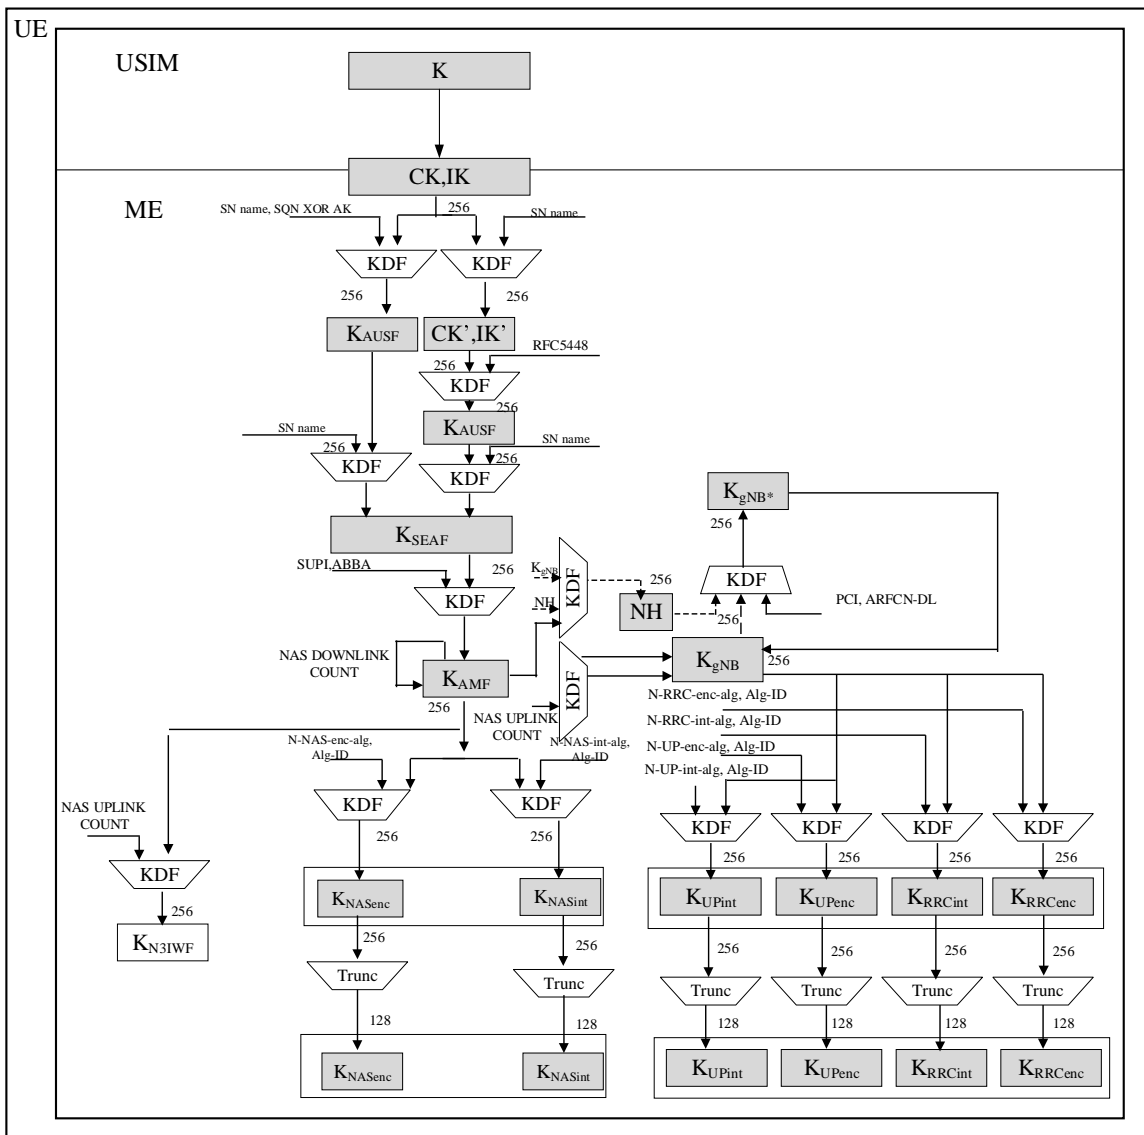 UE
USIM
K
CK,IK
ME
SN name, SQN XOR AK
256
SN name
KDF
KDF
256
256
KAUSF
CK’,IK’
RFC5448
256
KDF
256
KAUSF
SN name
SN name
256
256
KDF
KDF
KgNB*
256
KSEAF
SUPI,ABBA
256
KgNB
KDF
256
KDF
KDF
NH
NH
PCI, ARFCN-DL
256
NAS DOWNLINK
COUNT
KAMF
256
KgNB
256
KDF
NAS UPLINK
COUNT
N-RRC-enc-alg, Alg-ID
N-RRC-int-alg, Alg-ID
N-UP-enc-alg, Alg-ID
N-UP-int-alg, Alg-ID
N-NAS-enc-alg,
Alg-ID
N-NAS-int-alg,
Alg-ID
KDF
KDF
NAS UPLINK
COUNT
KDF
KDF
KDF
KDF
256
256
256
256
256
256
KDF
256
KN3IWF
KNASenc
KNASint
KUPint
KUPenc
KRRCint
KRRCenc
256
256
256
256
256
256
Trunc
Trunc
Trunc
Trunc
Trunc
Trunc
128
128
128
128
128
128
KNASenc
KNASint
KUPint
KUPenc
KRRCint
KRRCenc